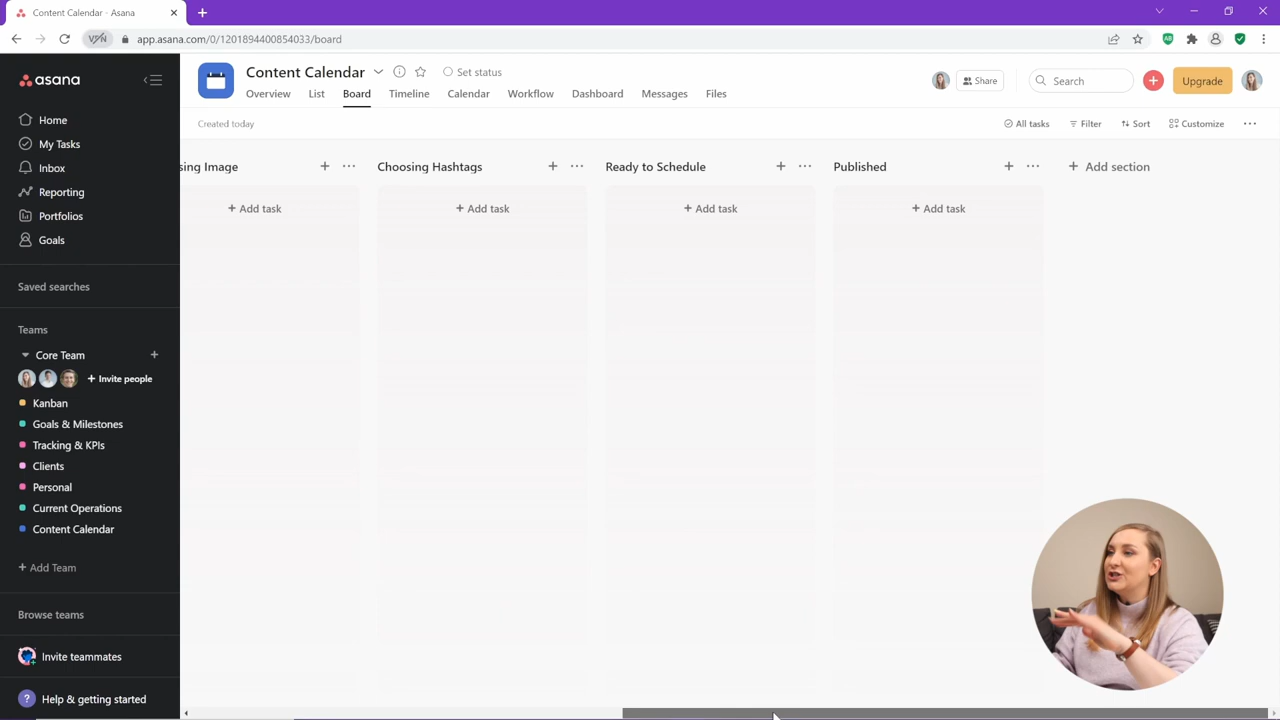 Content Calendar - Asana
VPN
app.asana.com/0/1201894400854033/board
asana
Home
My Tasks
Inbox
Reporting
Portfolios
Goals
Saved searches
Teams
Core Team
Invite people
Kanban
Goals & Milestones
Tracking & KPIs
Clients
Personal
Current Operations
Content Calendar
+ Add Team
Browse teams
Invite teammates
? Help & getting started
Content Calendar
Set status
Share
Search
Upgrade
Overview List Board Timeline Calendar Workflow Dashboard Messages Files
Created today
All tasks Filter Sort Customize
sing Image
Choosing Hashtags
Ready to Schedule
Published
+ Add section
+ Add task
+ Add task
+ Add task
+ Add task